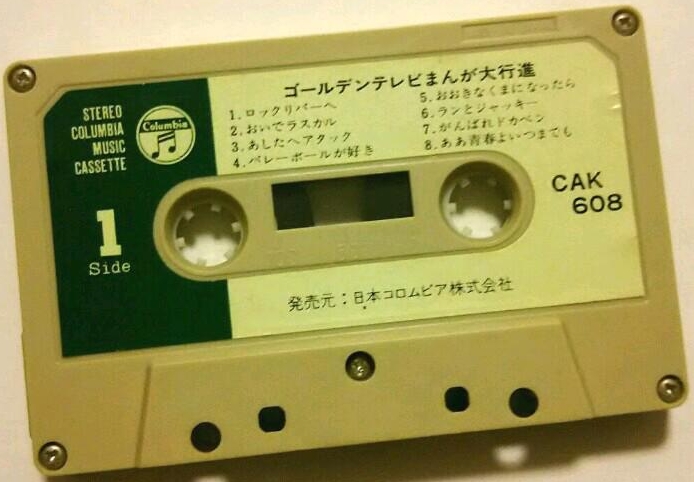 ゴールデンテレビまんが大行進
1. ロックリバーへ
2. おいでラスカル
3. あしたへアタック
4. バレーボールが好き
5. おおきなくまになったら
6. ランとジャッキー
7. がんばれドカベン
8. ああ青春よいつまでも
STEREO
COLUMBIA
MUSIC
CASSETTE
Columbia
1
Side
CAK
608
発売元：日本コロムビア株式会社